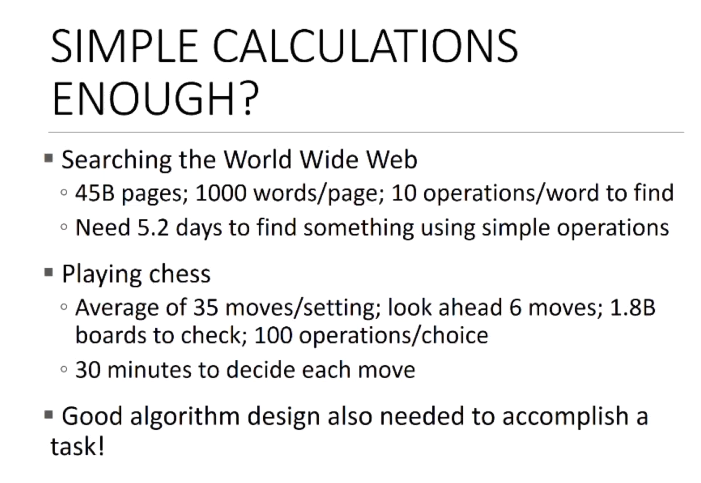 SIMPLE CALCULATIONS
ENOUGH?
▪ Searching the World Wide Web
◦ 45B pages; 1000 words/page; 10 operations/word to find
◦ Need 5.2 days to find something using simple operations
▪ Playing chess
◦ Average of 35 moves/setting; look ahead 6 moves; 1.8B
boards to check; 100 operations/choice
◦ 30 minutes to decide each move
▪ Good algorithm design also needed to accomplish a
task!